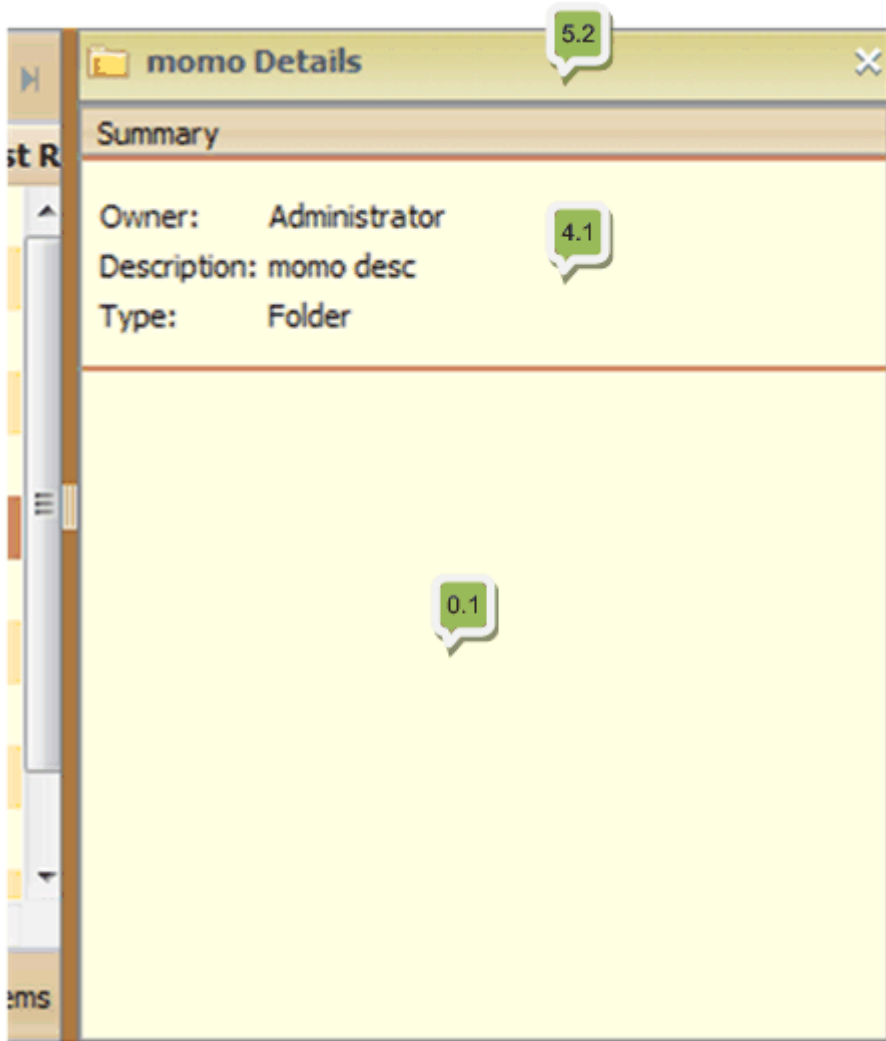 5.2
momo Details
st R
Summary
Owner: Administrator
4.1
Description: momo desc
Type: Folder
0.1
ems